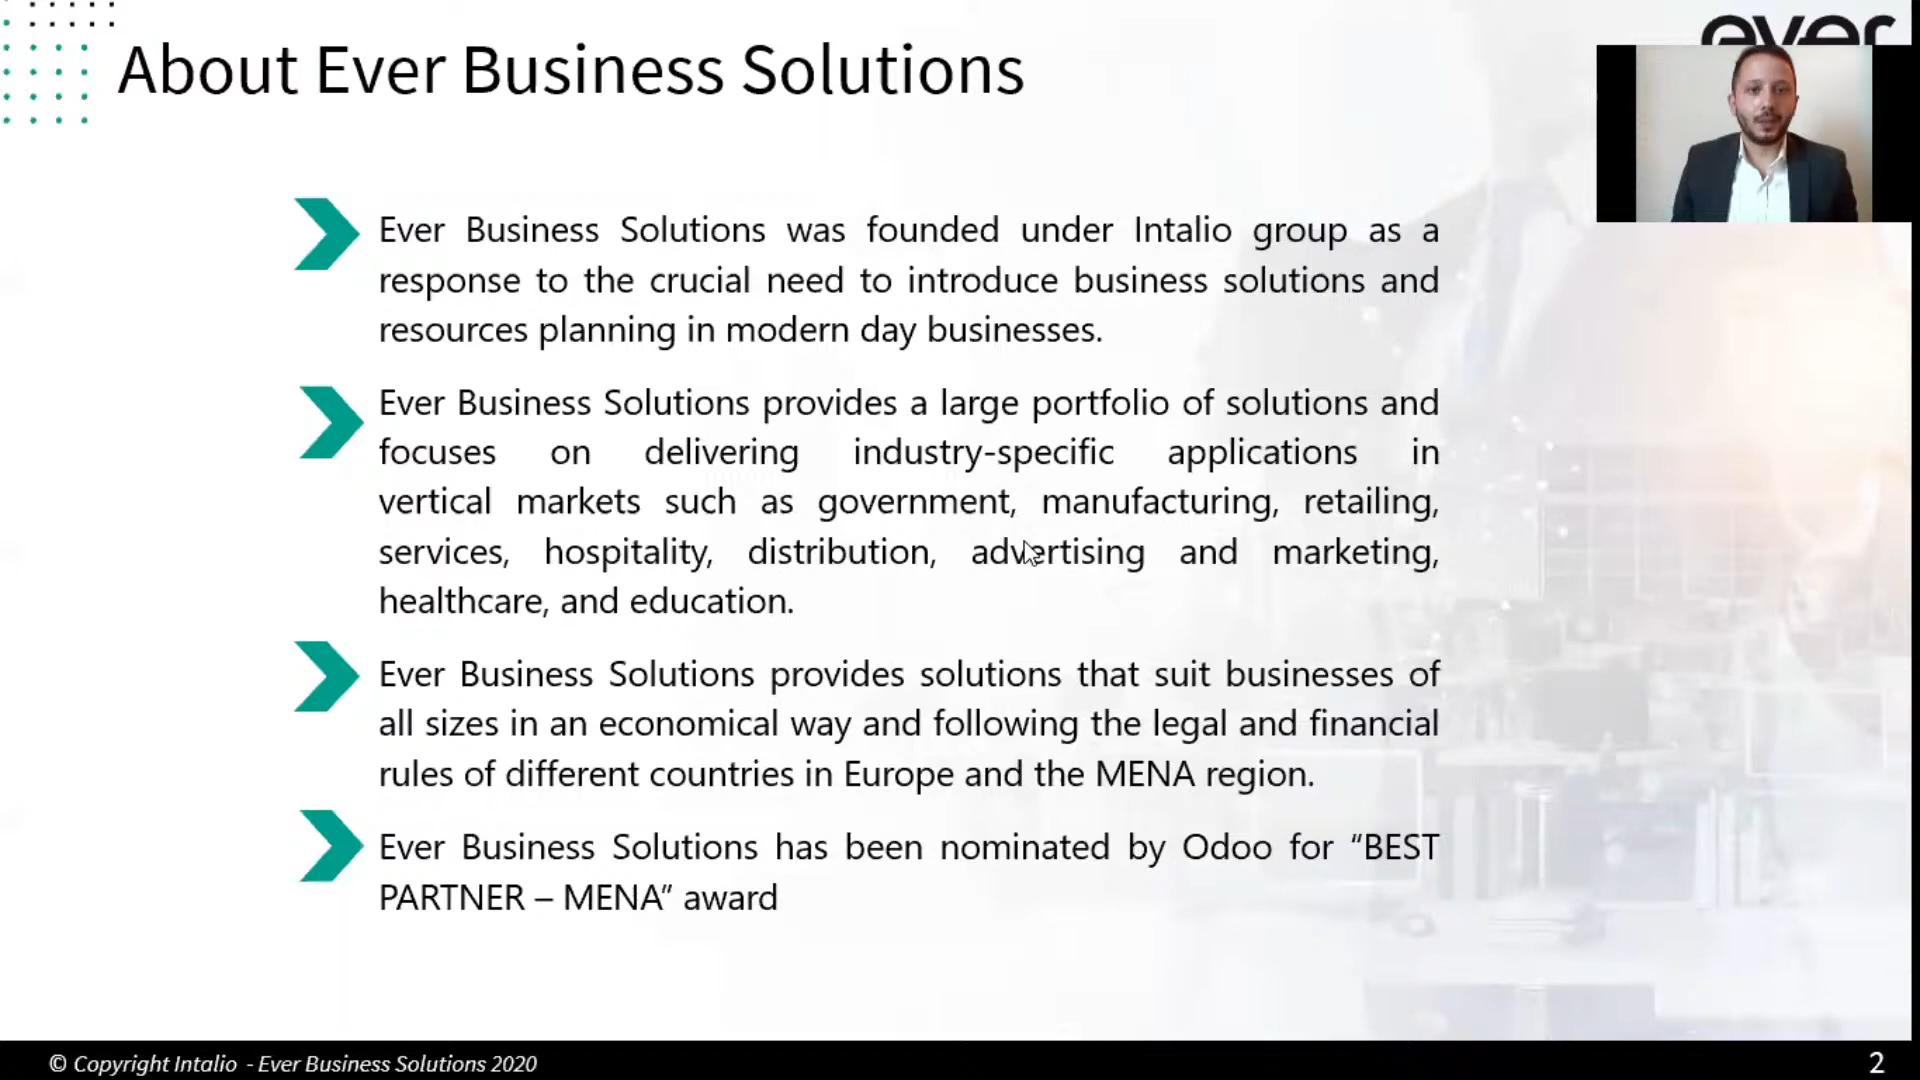 ever
About Ever Business Solutions
Ever Business Solutions was founded under Intalio group as a
response to the crucial need to introduce business solutions and
resources planning in modern day businesses.
Ever Business Solutions provides a large portfolio of solutions and
focuses on delivering industry-specific applications in
vertical markets such as government, manufacturing, retailing,
services, hospitality, distribution, advertising and marketing,
healthcare, and education.
Ever Business Solutions provides solutions that suit businesses of
all sizes in an economical way and following the legal and financial
rules of different countries in Europe and the MENA region.
Ever Business Solutions has been nominated by Odoo for “BEST
PARTNER – MENA” award
© Copyright Intalio - Ever Business Solutions 2020
2